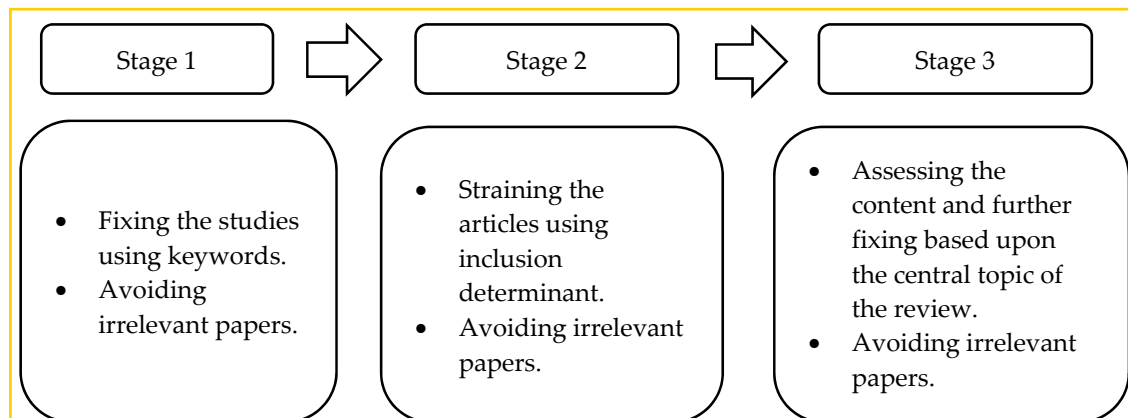 Stage 1
Stage 2
Stage 3
• Fixing the studies
using keywords.
• Avoiding
irrelevant papers.
• Straining the
articles using
inclusion
determinant.
• Avoiding irrelevant
papers.
• Assessing the
content and further
fixing based upon
the central topic of
the review.
• Avoiding irrelevant
papers.